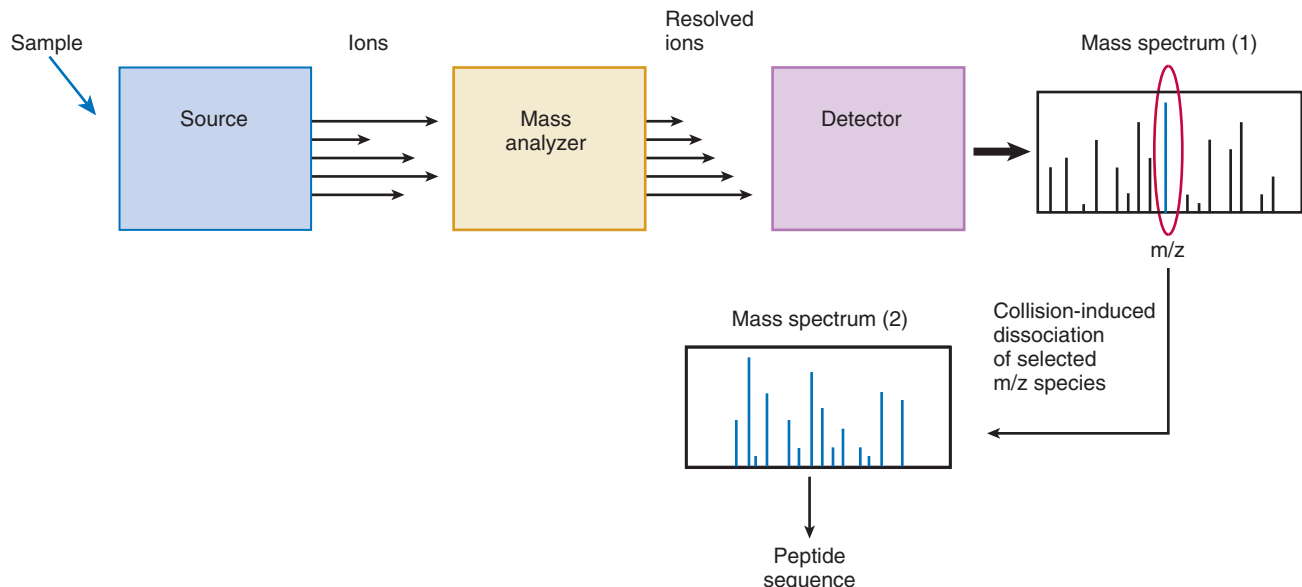 Sample
Ions
Resolved
ions
Mass spectrum (1)
Source
Mass
analyzer
Detector
m/z
Mass spectrum (2)
Collision-induced
dissociation
of selected
m/z species
Peptide
sequence